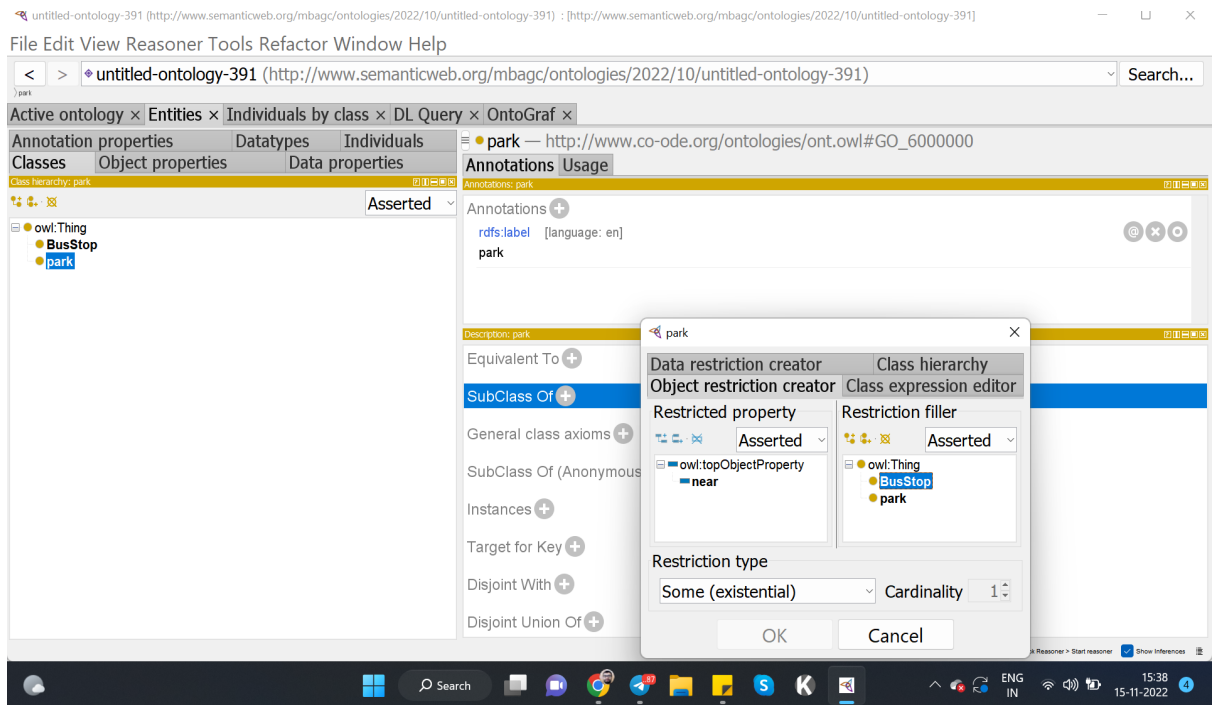 untitled-ontology-391 (http://www.semanticweb.org/mbagc/ontologies/2022/10/untitled-ontology-391) : [http://www.semanticweb.org/mbagc/ontologies/2022/10/untitled-ontology-391]
File Edit View Reasoner Tools Refactor Window Help
< > untitled-ontology-391 (http://www.semanticweb.org/mbagc/ontologies/2022/10/untitled-ontology-391) Search...
park
Active ontology × Entities × Individuals by class × DL Query × OntoGraf ×
Annotation properties Datatypes Individuals
Classes Object properties Data properties
Class hierarchy: park
Asserted
owl:Thing
BusStop
park
park — http://www.co-ode.org/ontologies/ont.owl#GO_6000000
Annotations Usage
Annotations: park
Annotations
rdfs:label [language: en]
park
Description: park
Equivalent To
SubClass Of
General class axioms
SubClass Of (Anonymous
Instances
Target for Key
Disjoint With
Disjoint Union Of
park
Data restriction creator Class hierarchy
Object restriction creator Class expression editor
Restricted property Restriction filler
Asserted Asserted
owl:topObjectProperty owl:Thing
near BusStop
park
Restriction type
Some (existential) Cardinality 1
OK Cancel
k Reasoner > Start reasoner Show Inferences
Search
87
ENG
IN
15:38
15-11-2022
4